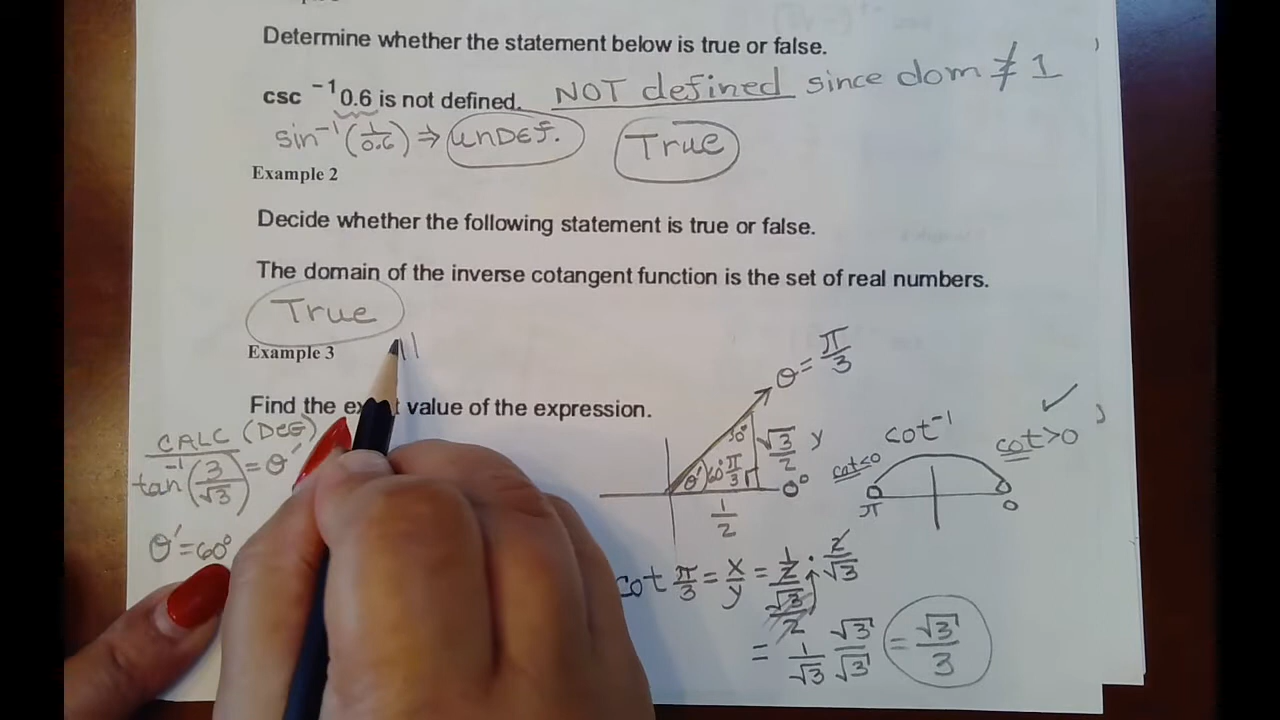 Determine whether the statement below is true or false.
csc ⁻¹0.6 is not defined. NOT defined since dom ≠ 1
sin⁻¹(1/0.6) ⇒ UNDEF. True
Example 2
Decide whether the following statement is true or false.
The domain of the inverse cotangent function is the set of real numbers.
True
Example 3
Find the value of the expression.
CALC (DEG)
tan⁻¹(3/√3) = θ'
θ' = 60°
θ = π/3
30°
√3/2 y
θ' 60° π/3
0°
1/2
cot⁻¹
cot<0
cot>0
π
0
cot π/3 = x/y = 1/2 / √3/2 · 2/√3
= 1/√3 √3/√3 = √3/3